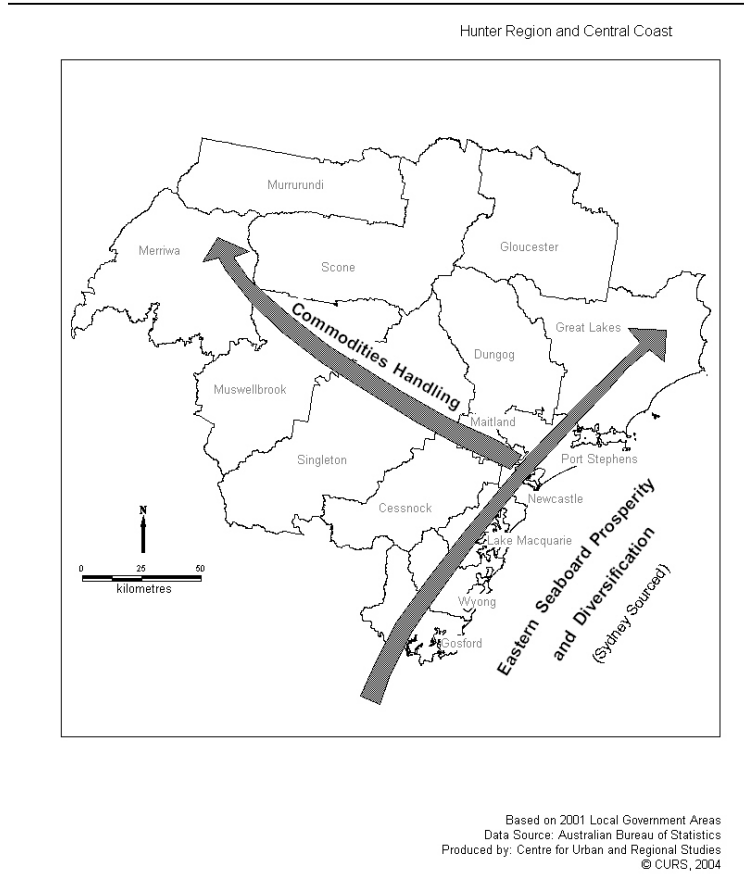 Hunter Region and Central Coast
Murrurundi
Merriwa
Gloucester
Scone
Great Lakes
Commodities Handling
Dungog
Muswellbrook
Maitland
Singleton
Port Stephens
Cessnock
Newcastle
N
Lake Macquarie
0 25 50
kilometres
Wyong
Gosford
Eastern Seaboard Prosperity
and Diversification
(Sydney Sourced)
Based on 2001 Local Government Areas
Data Source: Australian Bureau of Statistics
Produced by: Centre for Urban and Regional Studies
© CURS, 2004